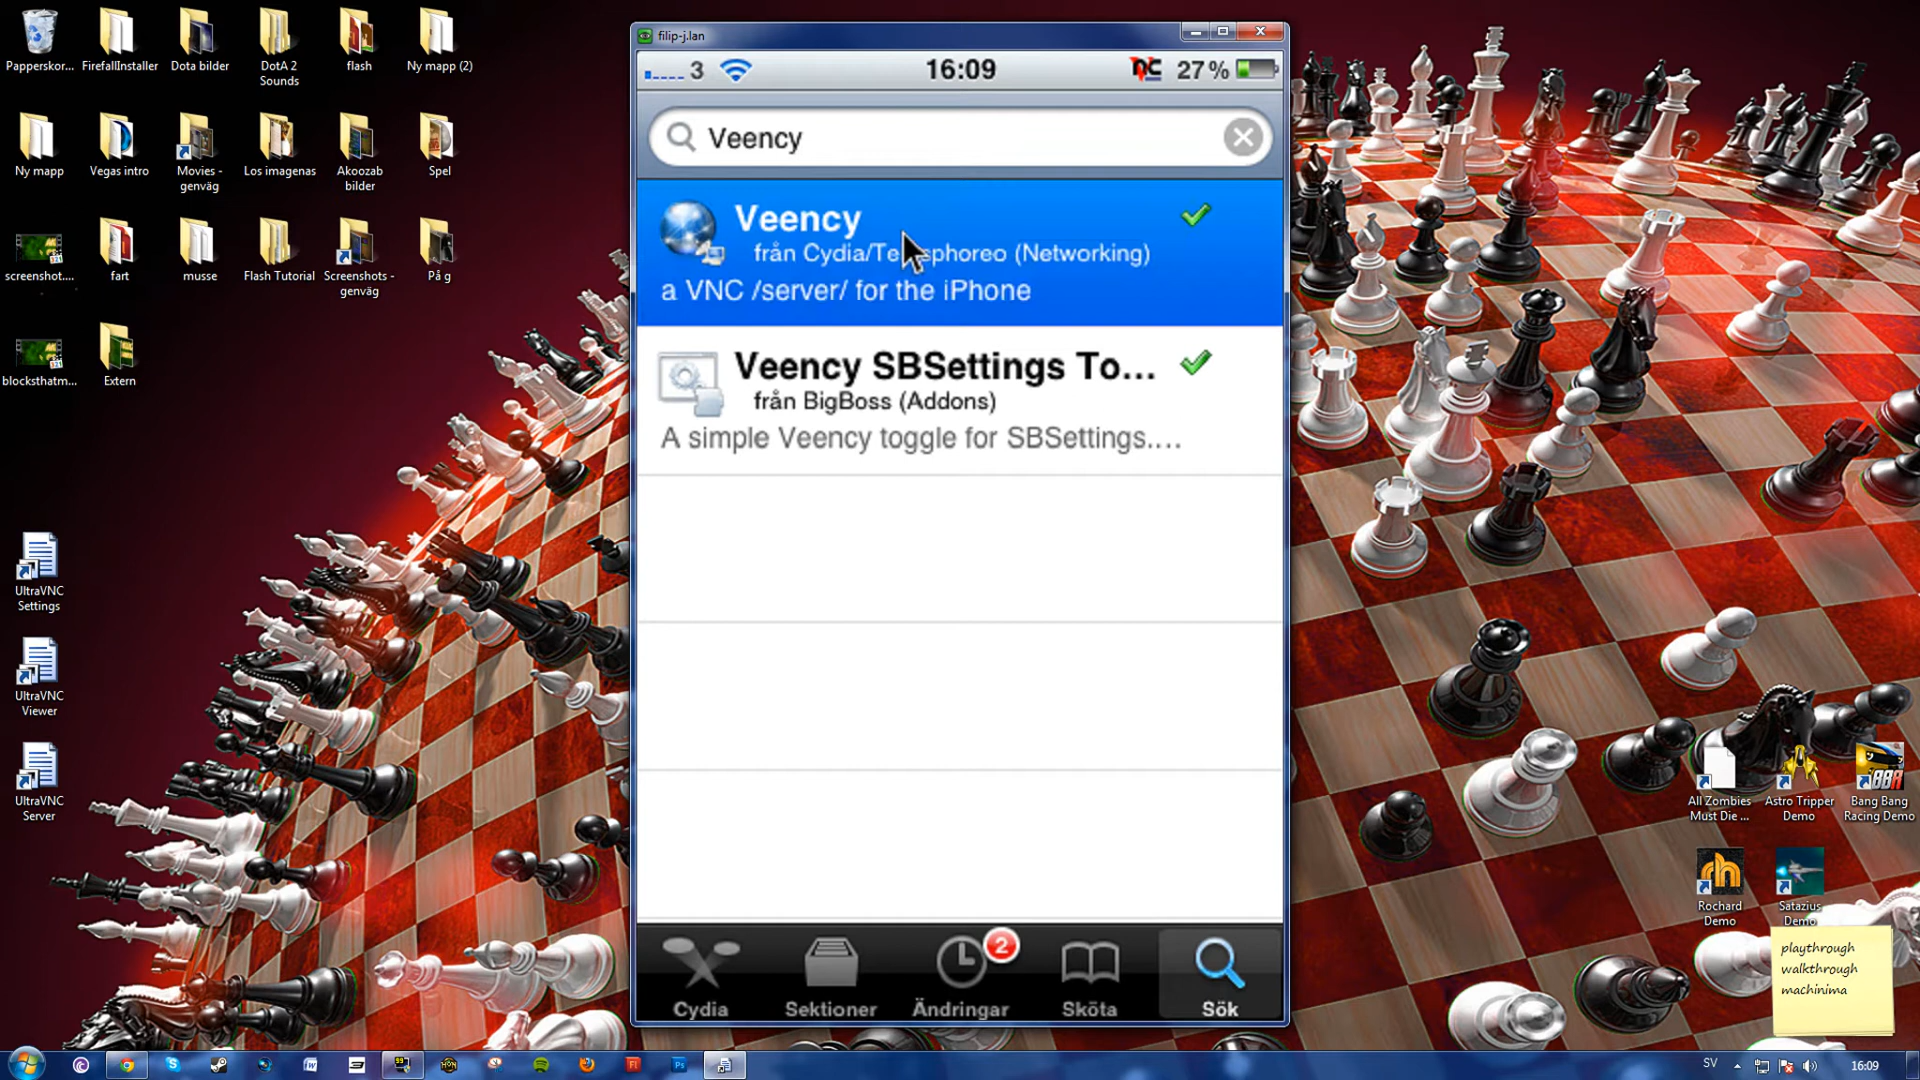 Papperskor...
FirefallInstaller
Dota bilder
DotA 2
Sounds
flash
Ny mapp (2)
Ny mapp
Vegas intro
Movies -
genväg
Los imagenas
Akoozab
bilder
Spel
screenshot....
fart
musse
Flash Tutorial
Screenshots -
genväg
På g
blocksthatm...
Extern
UltraVNC
Settings
UltraVNC
Viewer
UltraVNC
Server
filip-j.lan
3
16:09
27%
Veency
Veency
från Cydia/Te sphoreo (Networking)
a VNC /server/ for the iPhone
Veency SBSettings To...
från BigBoss (Addons)
A simple Veency toggle for SBSettings....
Cydia
Sektioner
2
Ändringar
Sköta
Sök
All Zombies
Must Die ...
Astro Tripper
Demo
Bang Bang
Racing Demo
Rochard
Demo
Satazius
Demo
playthrough
walkthrough
machinima
SV
16:09